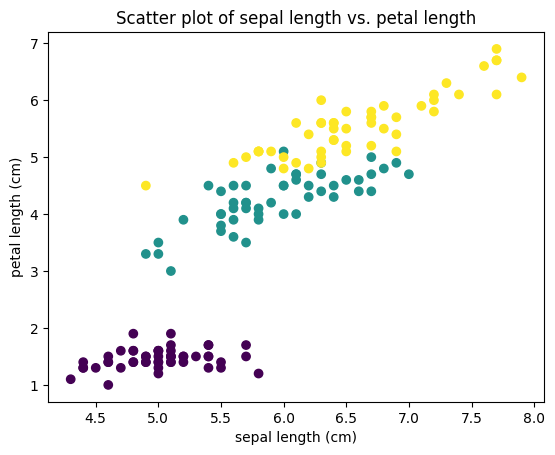 Scatter plot of sepal length vs. petal length
7
6
5
4
3
2
1
petal length (cm)
4.5 5.0 5.5 6.0 6.5 7.0 7.5 8.0
sepal length (cm)